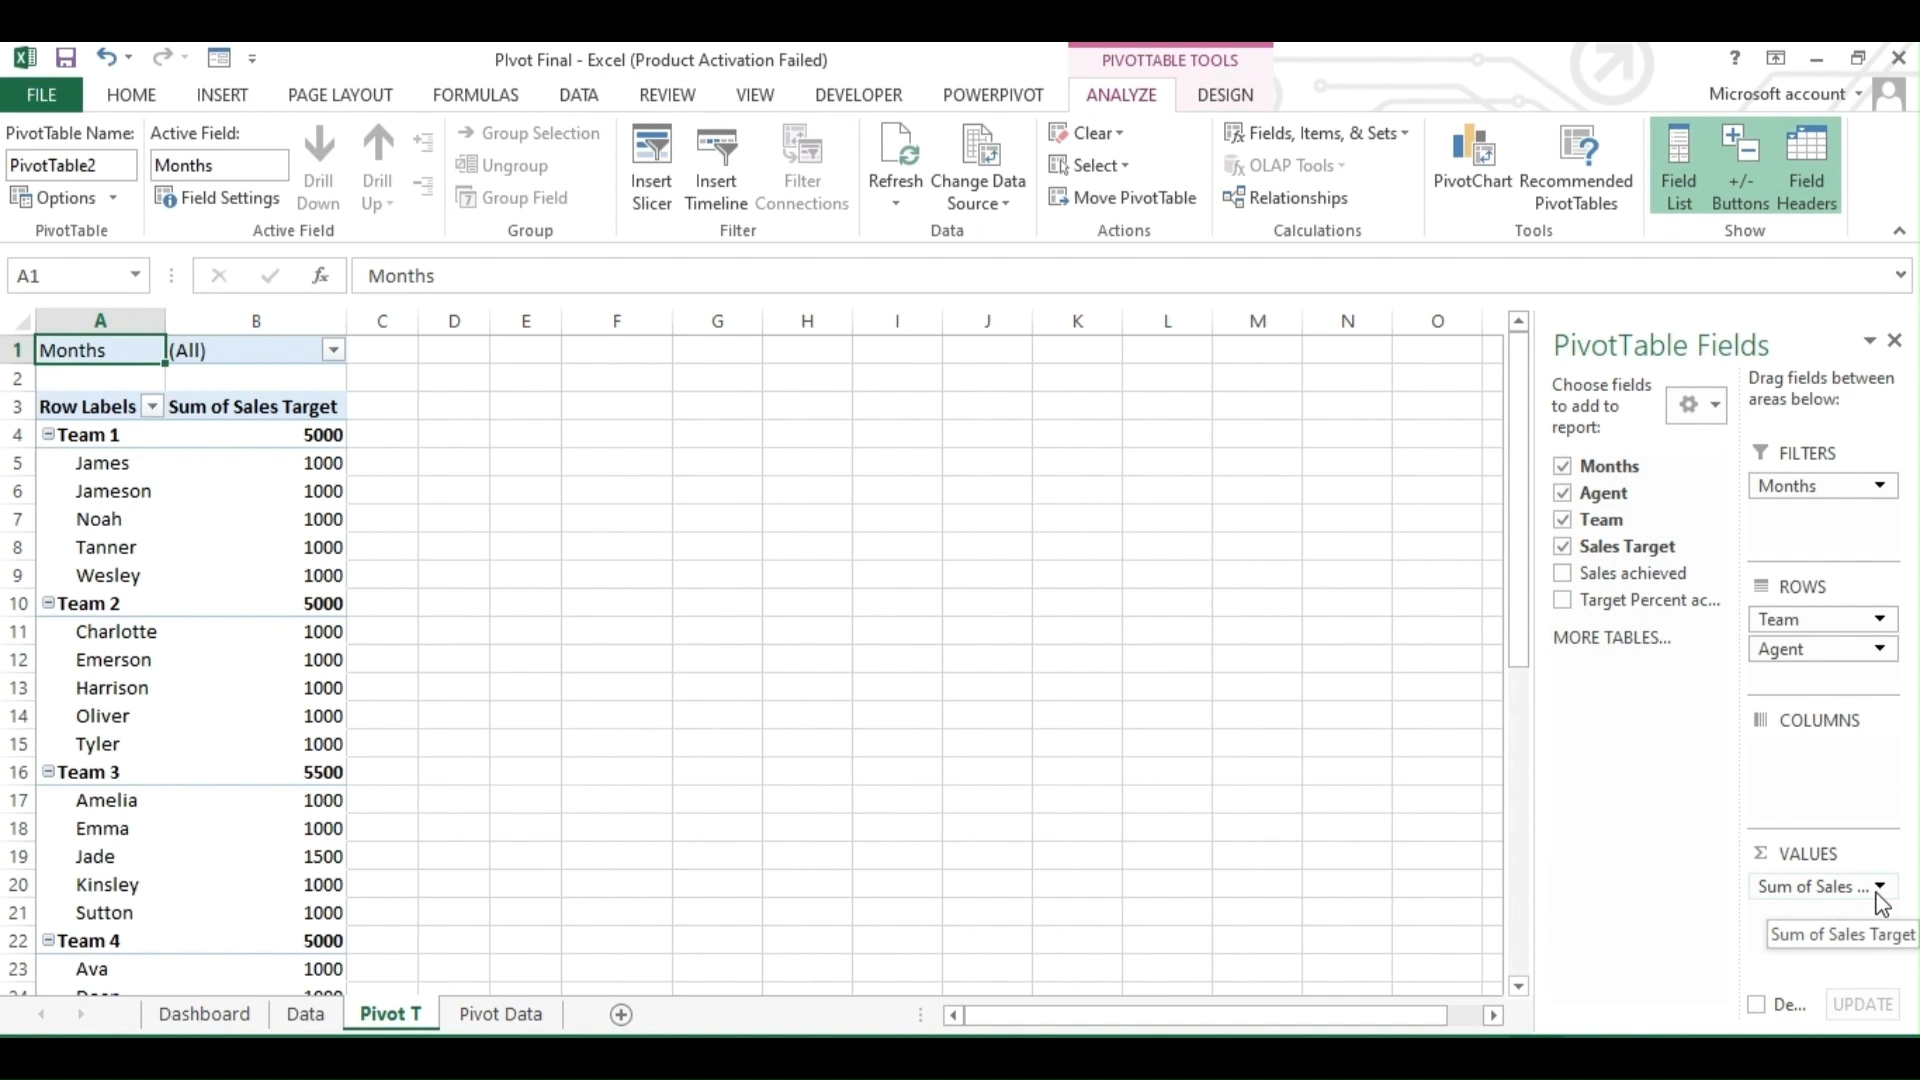 PIvot Final - Excel (Product Activation Failed)
PIVOTTABLE TOOLS
?
FILE HOME INSERT PAGE LAYOUT FORMULAS DATA REVIEW VIEW DEVELOPER POWERPIVOT ANALYZE DESIGN Microsoft account
PivotTable Name:
PivotTable2
Options
PivotTable
Active Field:
Months
Field Settings
Drill Down
Drill Up
Active Field
Group Selection
Ungroup
Group Field
Group
Insert Slicer
Insert Timeline
Filter Connections
Filter
Refresh
Change Data Source
Data
Clear
Select
Move PivotTable
Actions
Fields, Items, & Sets
OLAP Tools
Relationships
Calculations
PivotChart
Recommended PivotTables
Tools
Field List
+/- Buttons
Field Headers
Show
A1 fx Months
A B C D E F G H I J K L M N O
1 Months (All)
2
3 Row Labels Sum of Sales Target
4 Team 1 5000
5 James 1000
6 Jameson 1000
7 Noah 1000
8 Tanner 1000
9 Wesley 1000
10 Team 2 5000
11 Charlotte 1000
12 Emerson 1000
13 Harrison 1000
14 Oliver 1000
15 Tyler 1000
16 Team 3 5500
17 Amelia 1000
18 Emma 1000
19 Jade 1500
20 Kinsley 1000
21 Sutton 1000
22 Team 4 5000
23 Ava 1000
PivotTable Fields
Choose fields
to add to
report:
Months
Agent
Team
Sales Target
Sales achieved
Target Percent ac...
MORE TABLES...
Drag fields between
areas below:
FILTERS
Months
ROWS
Team
Agent
COLUMNS
Σ VALUES
Sum of Sales ...
Sum of Sales Target
De... UPDATE
Dashboard Data Pivot T Pivot Data